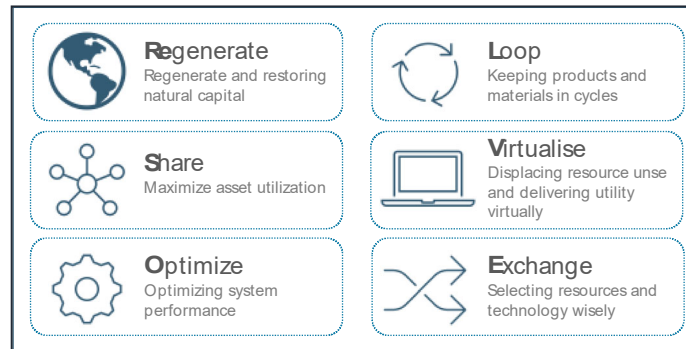 Regenerate
Regenerate and restoring
natural capital
Loop
Keeping products and
materials in cycles
Share
Maximize asset utilization
Virtualise
Displacing resource unse
and delivering utility
virtually
Optimize
Optimizing system
performance
Exchange
Selecting resources and
technology wisely